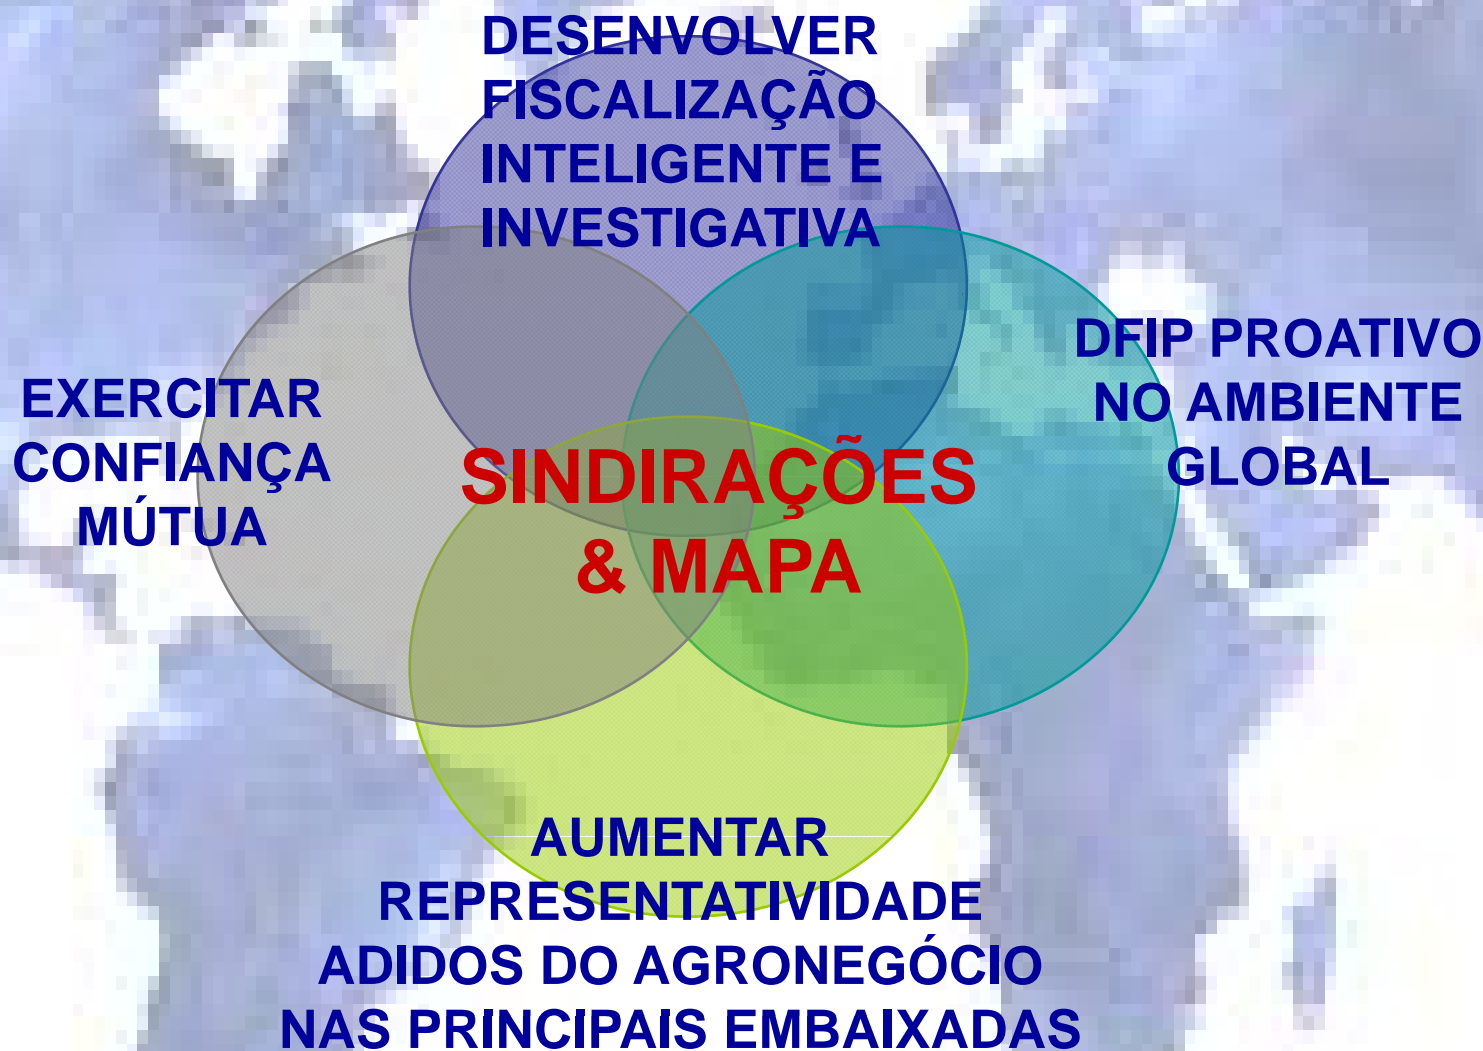 DESENVOLVER
FISCALIZAÇÃO
INTELIGENTE E
INVESTIGATIVA
EXERCITAR
CONFIANÇA
MÚTUA
SINDIRAÇÕES
& MAPA
DFIP PROATIVO
NO AMBIENTE
GLOBAL
AUMENTAR
REPRESENTATIVIDADE
ADIDOS DO AGRONEGÓCIO
NAS PRINCIPAIS EMBAIXADAS